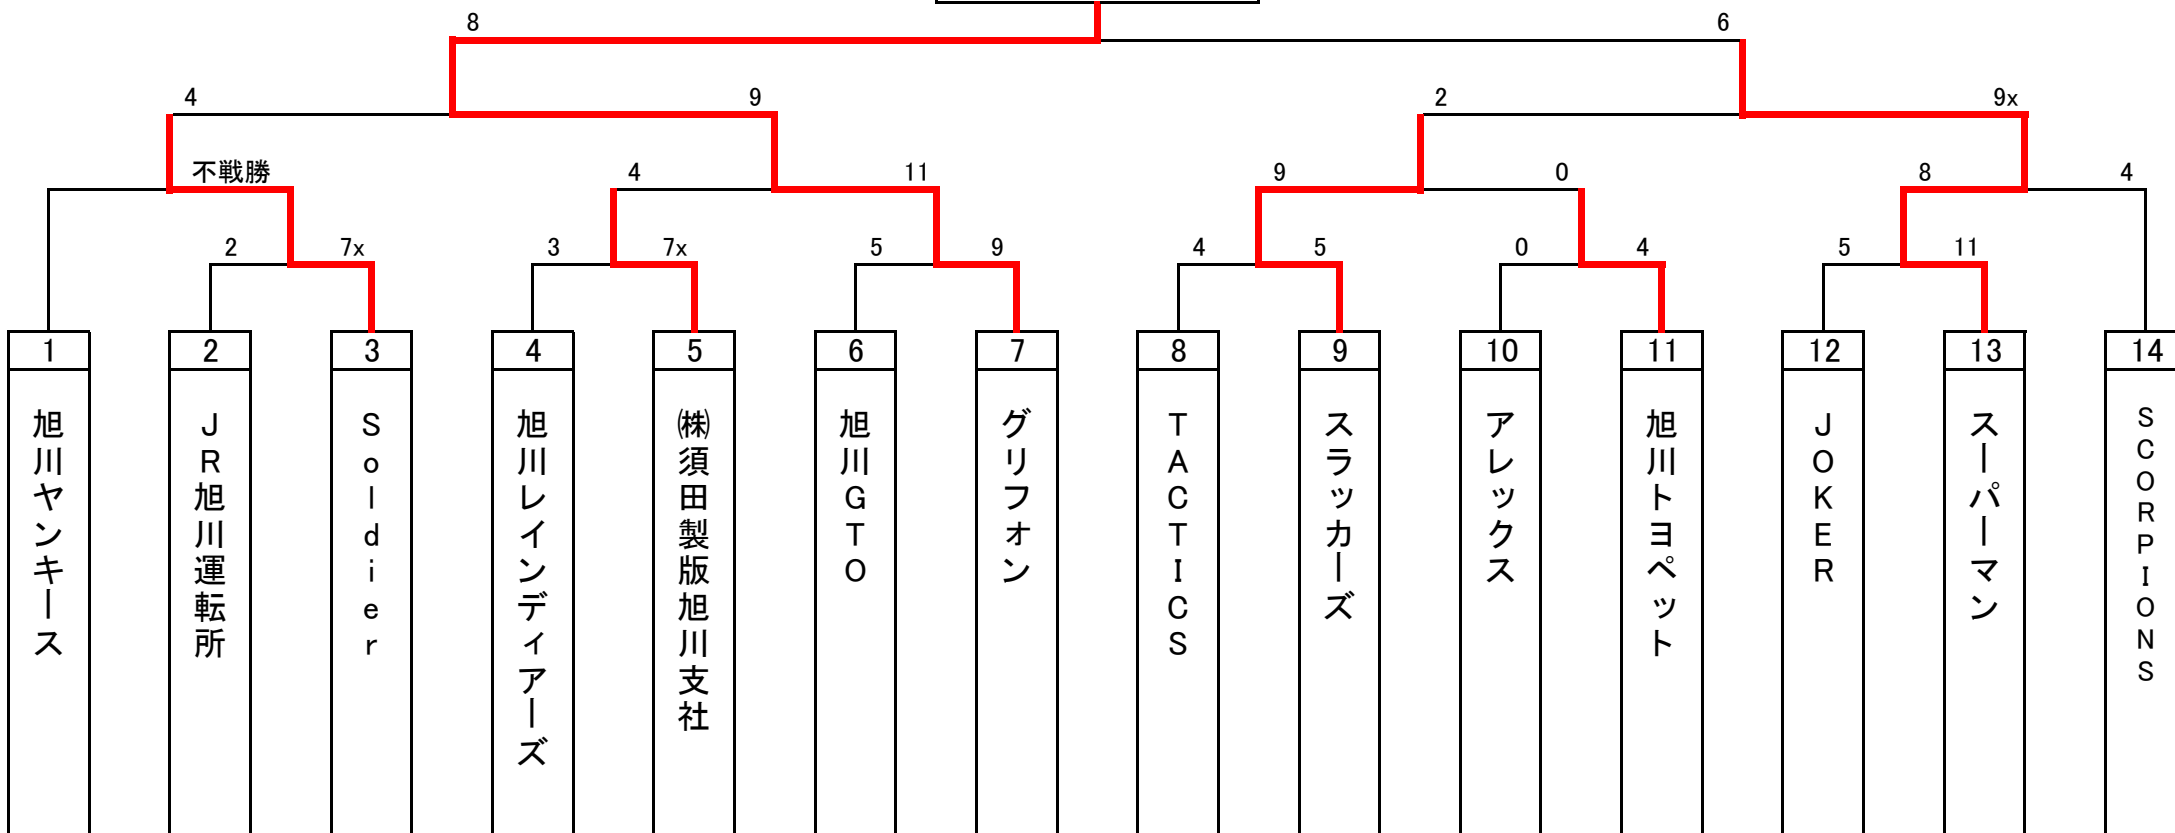 8 6
4 9 2 9x
不戦勝 4 11 9 0 8 4
2 7x 3 7x 5 9 4 5 0 4 5 11
1 2 3 4 5 6 7 8 9 10 11 12 13 14
旭川ヤンキース
JR旭川運転所
Soldier
旭川レインディアーズ
㈱須田製版旭川支社
旭川GTO
グリフォン
TACTICS
スラッカーズ
アレックス
旭川トヨペット
JOKER
スーパーマン
SCORPIONS